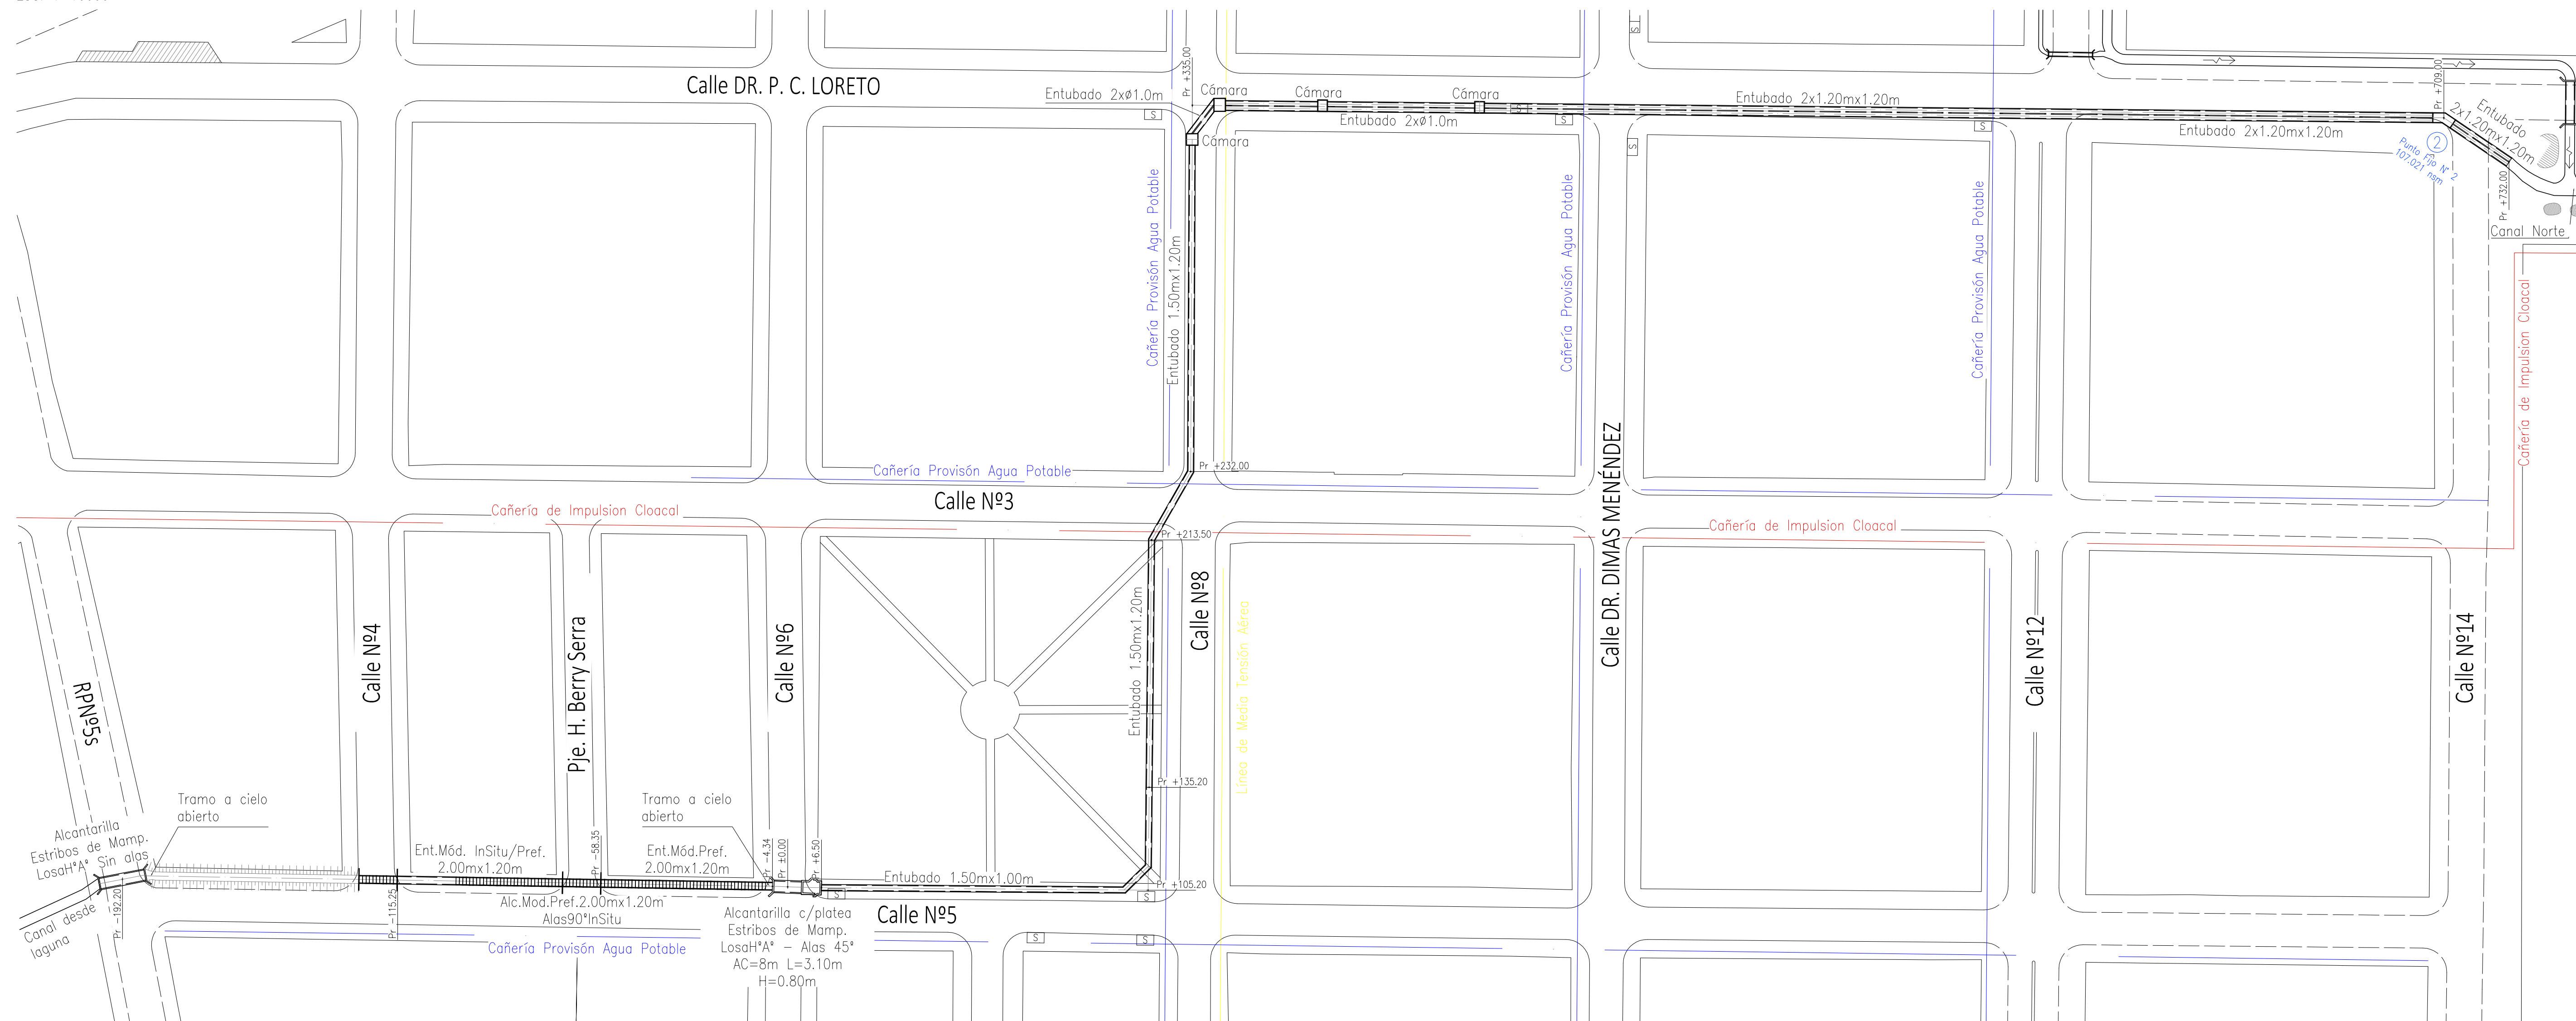 Calle DR. P. C. LORETO
Entubado 2xø1.0m
Pr +335.00
Cámara
Cámara
Cámara
Cámara
S
S
S
S
S
S
Entubado 2xø1.0m
Entubado 2x1.20mx1.20m
Entubado 2x1.20mx1.20m
Pr +709.00
Entubado
2x1.20mx1.20m
2
Punto Fijo Nº 2
107.021 nsm
Pr +732.00
Canal Norte
Cañería Provisón Agua Potable
Entubado 1.50mx1.20m
Cañería Provisón Agua Potable
Cañería Provisón Agua Potable
Cañería de Impulsion Cloacal
Pr +232.00
Cañería Provisón Agua Potable
Calle Nº3
Cañería de Impulsion Cloacal
Pr +213.50
Cañería de Impulsion Cloacal
RPNº5s
Calle Nº4
Pje. H. Berry Serra
Calle Nº6
Entubado 1.50mx1.20m
Calle Nº8
Línea de Media Tensión Aérea
Calle DR. DIMAS MENÉNDEZ
Calle Nº12
Calle Nº14
Pr +135.20
Tramo a cielo
abierto
Tramo a cielo
abierto
Alcantarilla
Estribos de Mamp.
LosaHºAº Sin alas
Ent.Mód. InSitu/Pref.
2.00mx1.20m
Pr -58.35
Ent.Mód.Pref.
2.00mx1.20m
Pr -4.34
Pr ±0.00
Pr +6.50
Entubado 1.50mx1.00m
Pr +105.20
S
S
Canal desde
laguna
Pr -192.20
Pr -115.25
Alc.Mod.Pref.2.00mx1.20m
Alas90ºInSitu
Calle Nº5
Cañería Provisón Agua Potable
Alcantarilla c/platea
Estribos de Mamp.
LosaHºAº - Alas 45º
AC=8m L=3.10m
H=0.80m
S
S